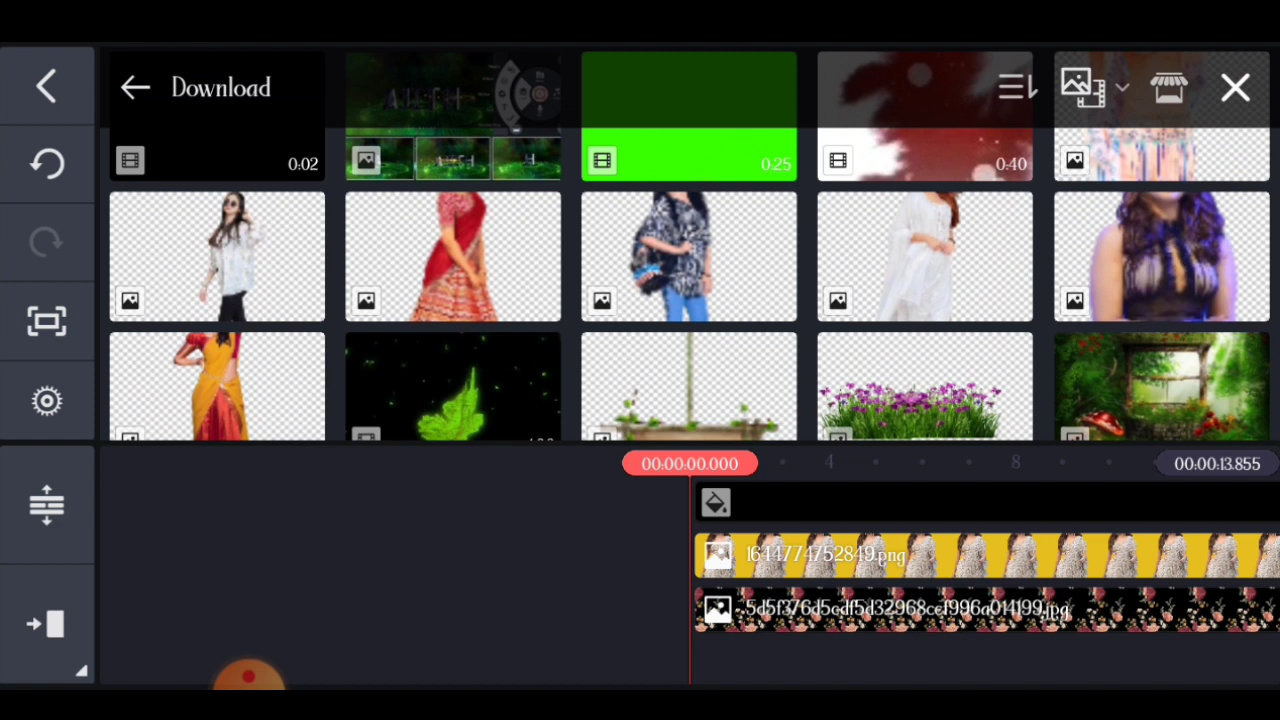 Download
0:02
0:25
0:40
00:00:00.000
4
8
00:00:13.855
1644774752849.png
5d5f376d5cdf5d32968ccf996a014199.jpg